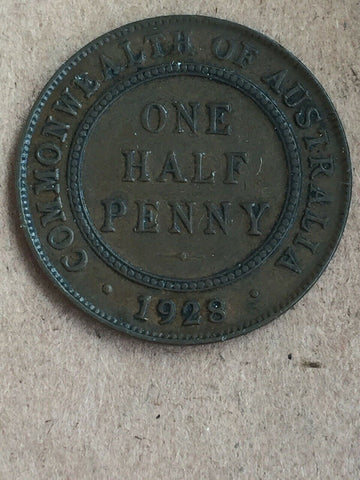 COMMONWEALTH OF AUSTRALIA
ONE
HALF
PENNY
· 1928 ·